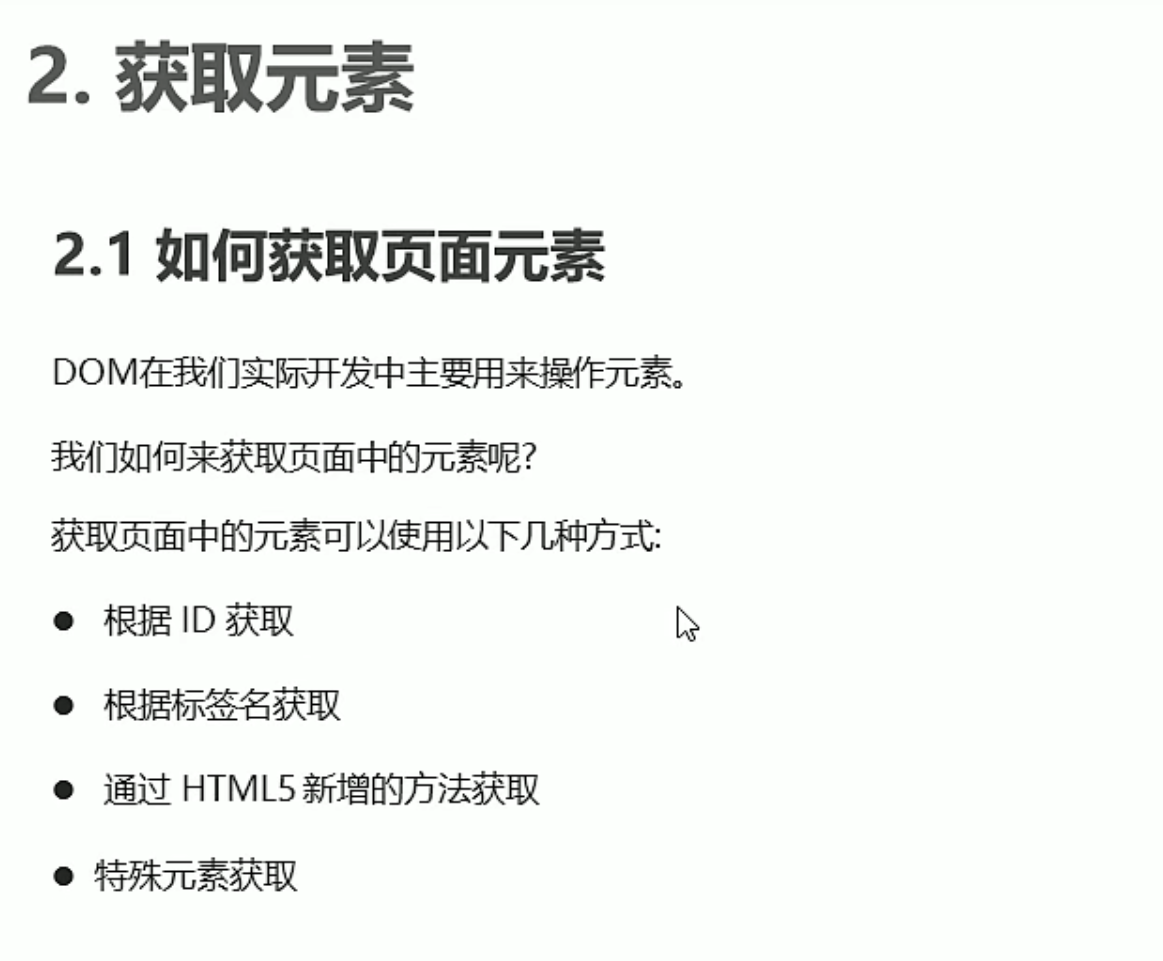 2. 获取元素
2.1 如何获取页面元素
DOM在我们实际开发中主要用来操作元素。
我们如何来获取页面中的元素呢?
获取页面中的元素可以使用以下几种方式:
● 根据 ID 获取
● 根据标签名获取
● 通过 HTML5 新增的方法获取
● 特殊元素获取